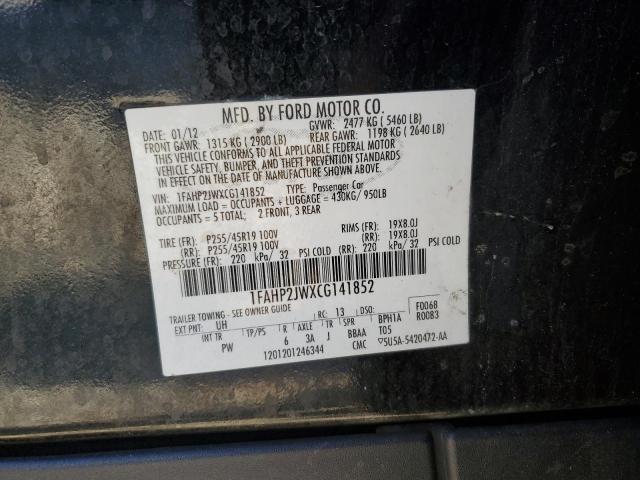 MFD. BY FORD MOTOR CO.
DATE: 01/12 GVWR: 2477 KG ( 5460 LB)
FRONT GAWR: 1315 KG ( 2900 LB) REAR GAWR: 1198 KG ( 2640 LB)
THIS VEHICLE CONFORMS TO ALL APPLICABLE FEDERAL MOTOR
VEHICLE SAFETY, BUMPER, AND THEFT PREVENTION STANDARDS
IN EFFECT ON THE DATE OF MANUFACTURE SHOWN ABOVE.
VIN: 1FAHP2JWXCG141852 TYPE: Passenger Car
MAXIMUM LOAD = OCCUPANTS + LUGGAGE = 430KG/ 950LB
OCCUPANTS = 5 TOTAL; 2 FRONT, 3 REAR
TIRE (FR): P255/45R19 100V RIMS (FR): 19X8.0J
(RR): P255/45R19 100V (RR): 19X8.0J
PRESSURE (FR): 220 kPa/ 32 PSI COLD (RR): 220 kPa/ 32 PSI COLD
1FAHP2JWXCG141852
TRAILER TOWING- SEE OWNER GUIDE F0068
EXT PNT: UH RC: 13 DSO: R0083
INT TR TP/PS R AXLE TR SPR BPH1A
PW 6 3A J BBAA T05
1201201246344 CMC 5U5A-5420472-AA